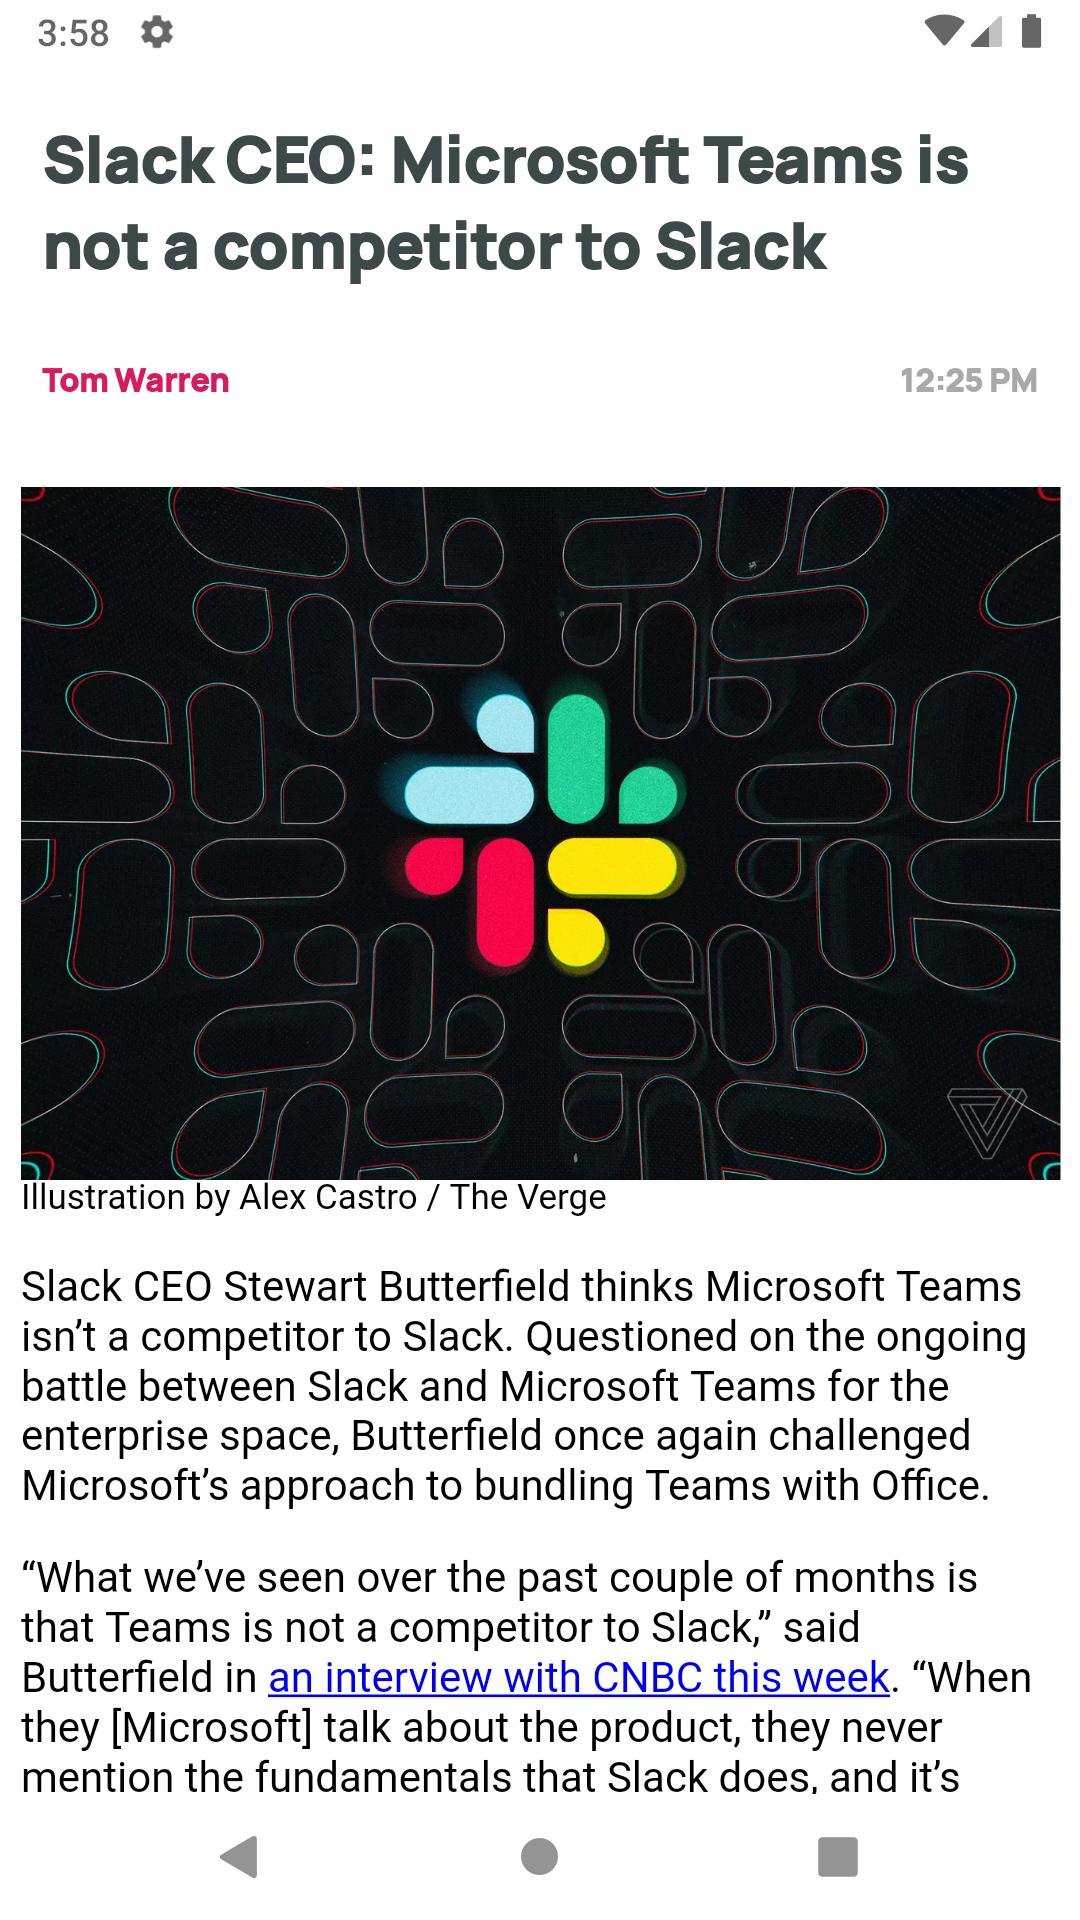 3:58
Slack CEO: Microsoft Teams is
not a competitor to Slack
Tom Warren
12:25 PM
Illustration by Alex Castro / The Verge
Slack CEO Stewart Butterfield thinks Microsoft Teams
isn’t a competitor to Slack. Questioned on the ongoing
battle between Slack and Microsoft Teams for the
enterprise space, Butterfield once again challenged
Microsoft’s approach to bundling Teams with Office.
“What we’ve seen over the past couple of months is
that Teams is not a competitor to Slack,” said
Butterfield in an interview with CNBC this week. “When
they [Microsoft] talk about the product, they never
mention the fundamentals that Slack does, and it’s